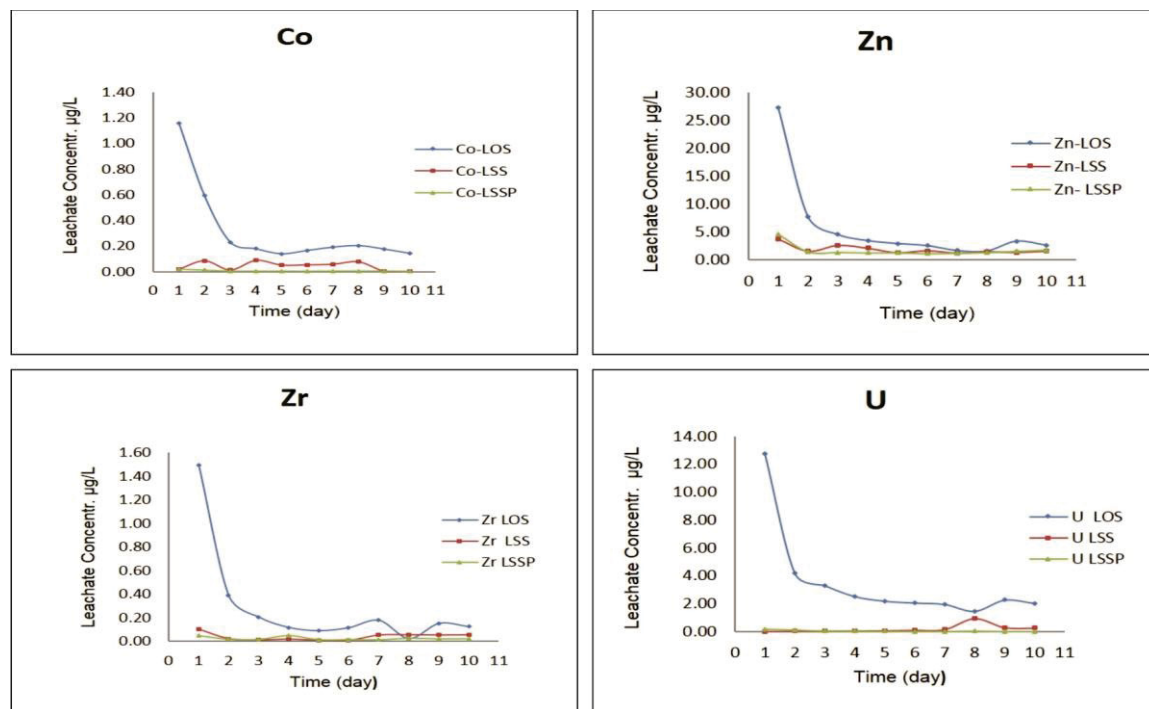 Co
Leachate Concentr. µg/L
1.40
1.20
1.00
0.80
0.60
0.40
0.20
0.00
0 1 2 3 4 5 6 7 8 9 10 11
Time (day)
Co-LOS
Co-LSS
Co-LSSP
Zn
Leachate Concentr. µg/L
30.00
25.00
20.00
15.00
10.00
5.00
0.00
0 1 2 3 4 5 6 7 8 9 10 11
Time (day)
Zn-LOS
Zn-LSS
Zn- LSSP
Zr
Leachate Concentr. µg/L
1.60
1.40
1.20
1.00
0.80
0.60
0.40
0.20
0.00
0 1 2 3 4 5 6 7 8 9 10 11
Time (day)
Zr LOS
Zr LSS
Zr LSSP
U
Leachate Concentr. µg/L
14.00
12.00
10.00
8.00
6.00
4.00
2.00
0.00
0 1 2 3 4 5 6 7 8 9 10 11
Time (day)
U LOS
U LSS
U LSSP